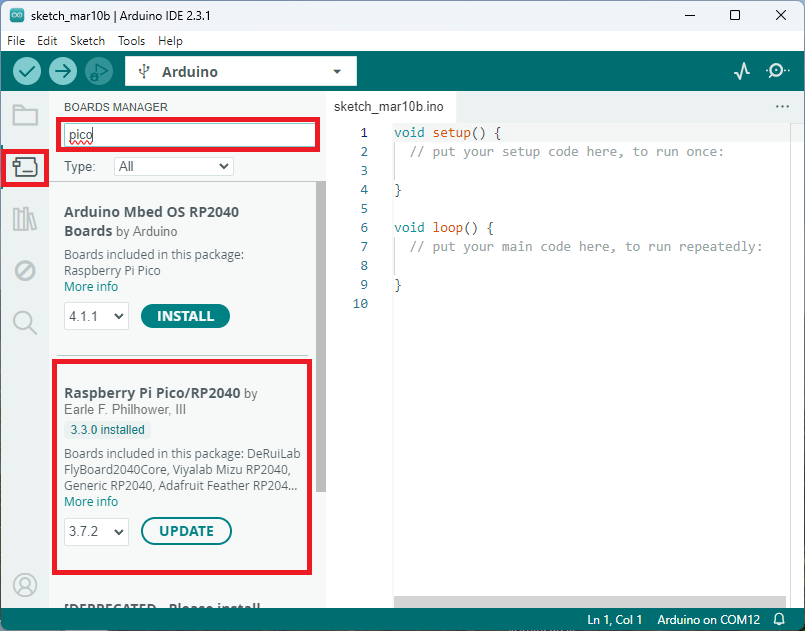 sketch_mar10b | Arduino IDE 2.3.1
File Edit Sketch Tools Help
Arduino
BOARDS MANAGER
pico
Type: All
Arduino Mbed OS RP2040
Boards by Arduino
Boards included in this package:
Raspberry Pi Pico
More info
4.1.1 INSTALL
Raspberry Pi Pico/RP2040 by
Earle F. Philhower, III
3.3.0 installed
Boards included in this package: DeRuiLab
FlyBoard2040Core, Viyalab Mizu RP2040,
Generic RP2040, Adafruit Feather RP204...
More info
3.7.2 UPDATE
[DEPRECATED - Please install
sketch_mar10b.ino
1 void setup() {
2 // put your setup code here, to run once:
3
4 }
5
6 void loop() {
7 // put your main code here, to run repeatedly:
8
9 }
10
Ln 1, Col 1 Arduino on COM12